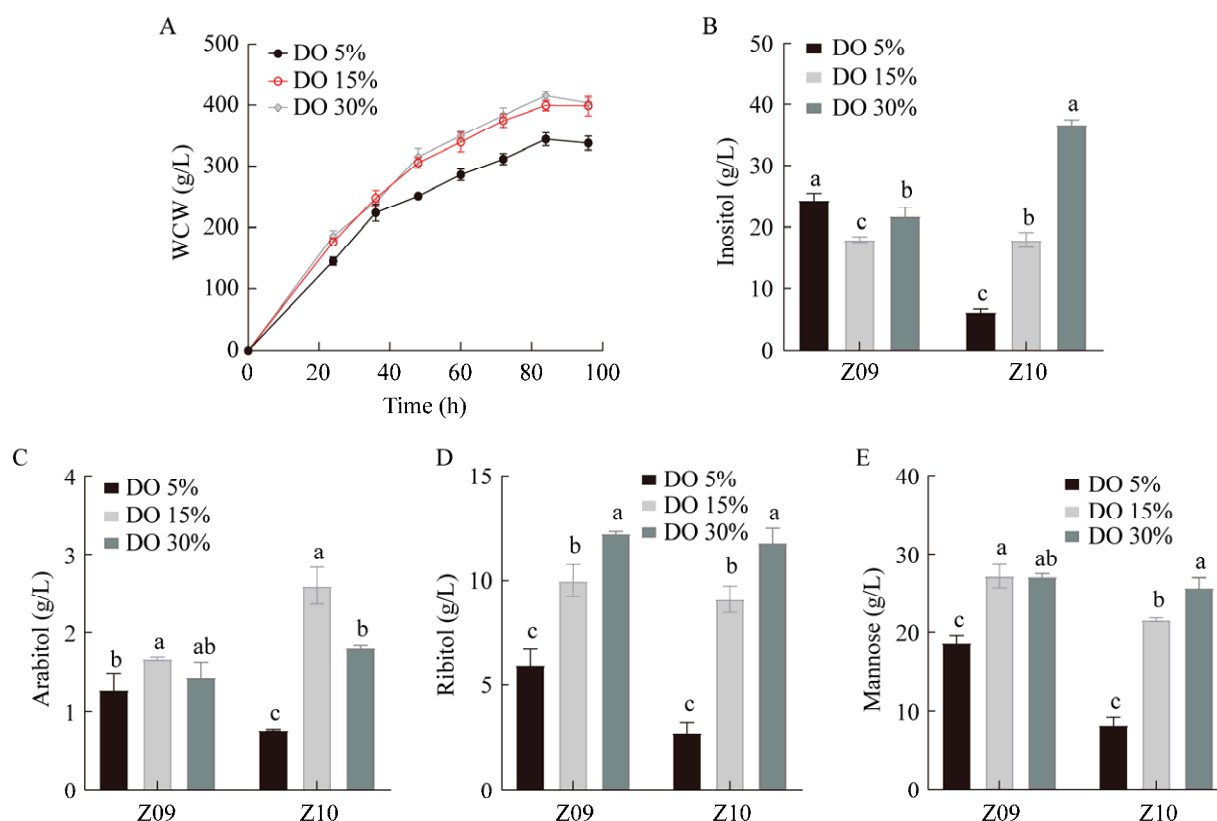 A
500
400
300
200
100
0
WCW (g/L)
DO 5%
DO 15%
DO 30%
0 20 40 60 80 100
Time (h)
B
50
40
30
20
10
0
Inositol (g/L)
DO 5%
DO 15%
DO 30%
a c b c b a
Z09 Z10
C
4
3
2
1
0
Arabitol (g/L)
DO 5%
DO 15%
DO 30%
b a ab c a b
Z09 Z10
D
15
10
5
0
Ribitol (g/L)
DO 5%
DO 15%
DO 30%
c b a c b a
Z09 Z10
E
40
30
20
10
0
Mannose (g/L)
DO 5%
DO 15%
DO 30%
c a ab c b a
Z09 Z10